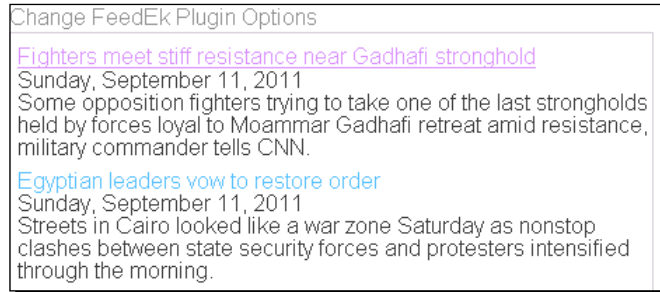 Change FeedEk Plugin Options
Fighters meet stiff resistance near Gadhafi stronghold
Sunday, September 11, 2011
Some opposition fighters trying to take one of the last strongholds
held by forces loyal to Moammar Gadhafi retreat amid resistance,
military commander tells CNN.
Egyptian leaders vow to restore order
Sunday, September 11, 2011
Streets in Cairo looked like a war zone Saturday as nonstop
clashes between state security forces and protesters intensified
through the morning.